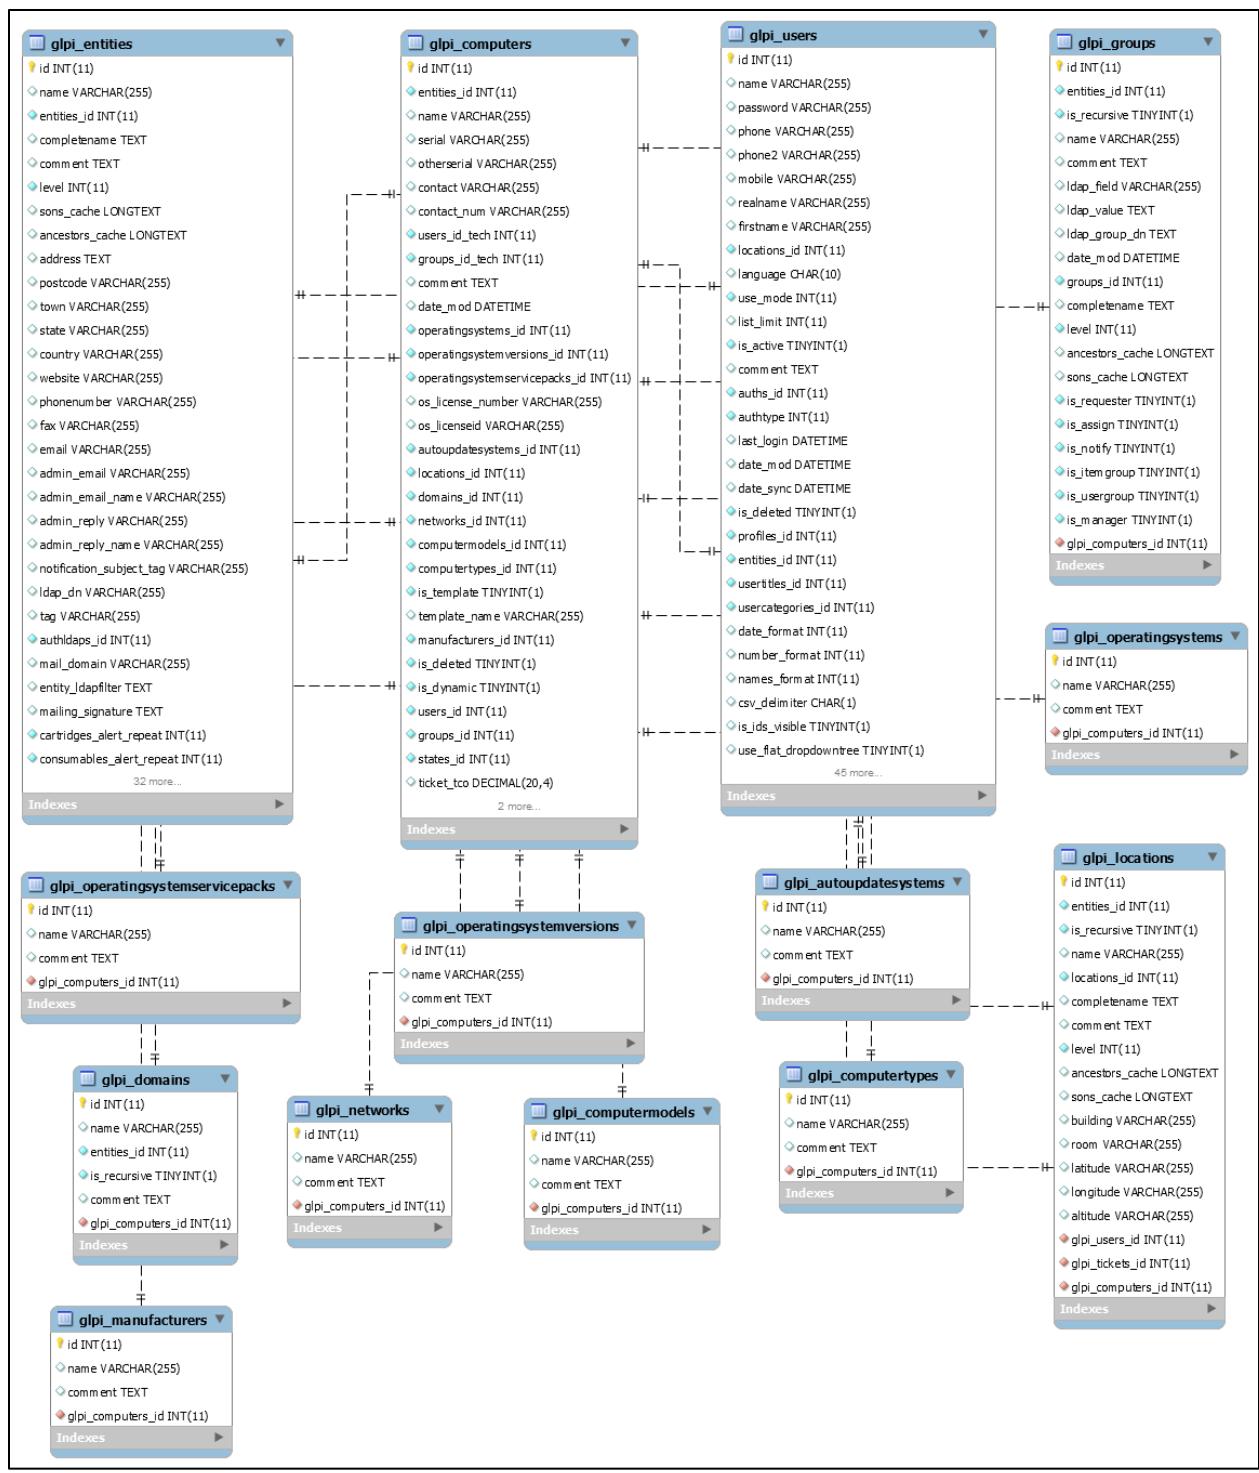 glpi_entities
id INT(11)
name VARCHAR(255)
entities_id INT(11)
completename TEXT
comment TEXT
level INT(11)
sons_cache LONGTEXT
ancestors_cache LONGTEXT
address TEXT
postcode VARCHAR(255)
town VARCHAR(255)
state VARCHAR(255)
country VARCHAR(255)
website VARCHAR(255)
phonenumber VARCHAR(255)
fax VARCHAR(255)
email VARCHAR(255)
admin_email VARCHAR(255)
admin_email_name VARCHAR(255)
admin_reply VARCHAR(255)
admin_reply_name VARCHAR(255)
notification_subject_tag VARCHAR(255)
ldap_dn VARCHAR(255)
tag VARCHAR(255)
authldaps_id INT(11)
mail_domain VARCHAR(255)
entity_ldapfilter TEXT
mailing_signature TEXT
cartridges_alert_repeat INT(11)
consumables_alert_repeat INT(11)
32 more...
Indexes
glpi_computers
id INT(11)
entities_id INT(11)
name VARCHAR(255)
serial VARCHAR(255)
otherserial VARCHAR(255)
contact VARCHAR(255)
contact_num VARCHAR(255)
users_id_tech INT(11)
groups_id_tech INT(11)
comment TEXT
date_mod DATETIME
operatingsystems_id INT(11)
operatingsystemversions_id INT(11)
operatingsystemservicepacks_id INT(11)
os_license_number VARCHAR(255)
os_licenseid VARCHAR(255)
autoupdatesystems_id INT(11)
locations_id INT(11)
domains_id INT(11)
networks_id INT(11)
computermodels_id INT(11)
computertypes_id INT(11)
is_template TINYINT(1)
template_name VARCHAR(255)
manufacturers_id INT(11)
is_deleted TINYINT(1)
is_dynamic TINYINT(1)
users_id INT(11)
groups_id INT(11)
states_id INT(11)
ticket_tco DECIMAL(20,4)
2 more...
Indexes
glpi_users
id INT(11)
name VARCHAR(255)
password VARCHAR(255)
phone VARCHAR(255)
phone2 VARCHAR(255)
mobile VARCHAR(255)
realname VARCHAR(255)
firstname VARCHAR(255)
locations_id INT(11)
language CHAR(10)
use_mode INT(11)
list_limit INT(11)
is_active TINYINT(1)
comment TEXT
auths_id INT(11)
authtype INT(11)
last_login DATETIME
date_mod DATETIME
date_sync DATETIME
is_deleted TINYINT(1)
profiles_id INT(11)
entities_id INT(11)
usertitles_id INT(11)
usercategories_id INT(11)
date_format INT(11)
number_format INT(11)
names_format INT(11)
csv_delimiter CHAR(1)
is_ids_visible TINYINT(1)
use_flat_dropdowntree TINYINT(1)
45 more...
Indexes
glpi_groups
id INT(11)
entities_id INT(11)
is_recursive TINYINT(1)
name VARCHAR(255)
comment TEXT
ldap_field VARCHAR(255)
ldap_value TEXT
ldap_group_dn TEXT
date_mod DATETIME
groups_id INT(11)
completename TEXT
level INT(11)
ancestors_cache LONGTEXT
sons_cache LONGTEXT
is_requester TINYINT(1)
is_assign TINYINT(1)
is_notify TINYINT(1)
is_itemgroup TINYINT(1)
is_usergroup TINYINT(1)
is_manager TINYINT(1)
glpi_computers_id INT(11)
Indexes
glpi_operatingsystems
id INT(11)
name VARCHAR(255)
comment TEXT
glpi_computers_id INT(11)
Indexes
glpi_operatingsystemservicepacks
id INT(11)
name VARCHAR(255)
comment TEXT
glpi_computers_id INT(11)
Indexes
glpi_operatingsystemversions
id INT(11)
name VARCHAR(255)
comment TEXT
glpi_computers_id INT(11)
Indexes
glpi_autoupdatesystems
id INT(11)
name VARCHAR(255)
comment TEXT
glpi_computers_id INT(11)
Indexes
glpi_locations
id INT(11)
entities_id INT(11)
is_recursive TINYINT(1)
name VARCHAR(255)
locations_id INT(11)
completename TEXT
comment TEXT
level INT(11)
ancestors_cache LONGTEXT
sons_cache LONGTEXT
building VARCHAR(255)
room VARCHAR(255)
latitude VARCHAR(255)
longitude VARCHAR(255)
altitude VARCHAR(255)
glpi_users_id INT(11)
glpi_tickets_id INT(11)
glpi_computers_id INT(11)
Indexes
glpi_domains
id INT(11)
name VARCHAR(255)
entities_id INT(11)
is_recursive TINYINT(1)
comment TEXT
glpi_computers_id INT(11)
Indexes
glpi_networks
id INT(11)
name VARCHAR(255)
comment TEXT
glpi_computers_id INT(11)
Indexes
glpi_computermodels
id INT(11)
name VARCHAR(255)
comment TEXT
glpi_computers_id INT(11)
Indexes
glpi_computertypes
id INT(11)
name VARCHAR(255)
comment TEXT
glpi_computers_id INT(11)
Indexes
glpi_manufacturers
id INT(11)
name VARCHAR(255)
comment TEXT
glpi_computers_id INT(11)
Indexes